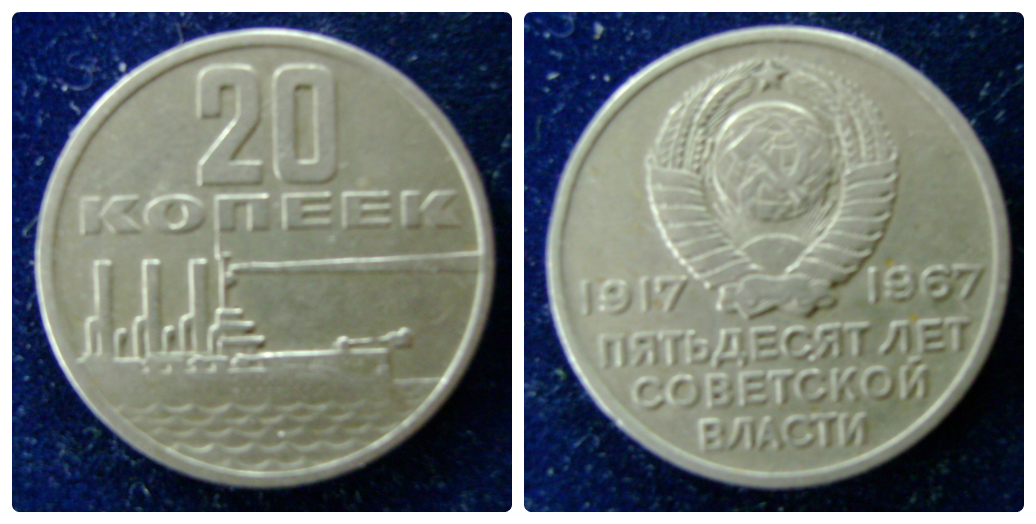 20
КОПЕЕК
1917 1967
ПЯТЬДЕСЯТ ЛЕТ
СОВЕТСКОЙ
ВЛАСТИ